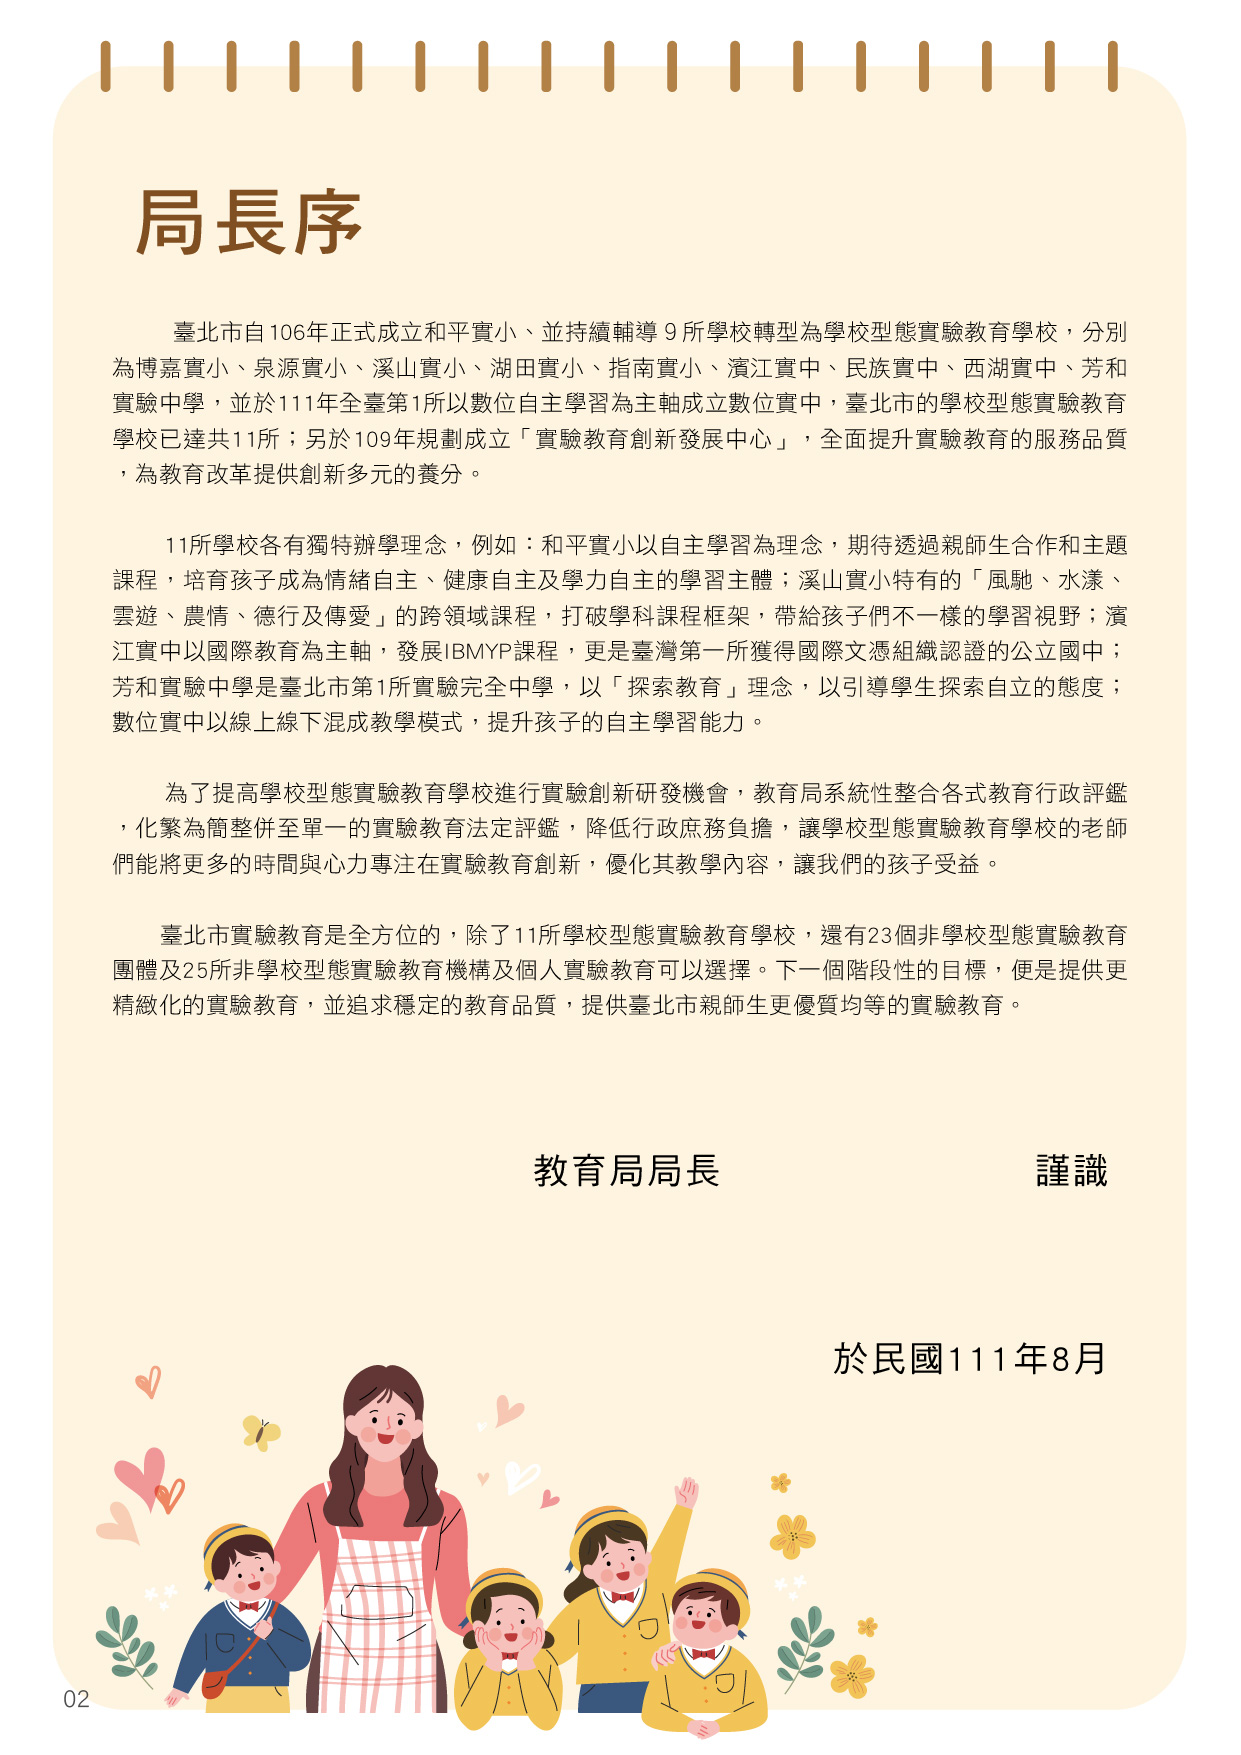 局長序
臺北市自106年正式成立和平實小、並持續輔導9所學校轉型為學校型態實驗教育學校，分別
為博嘉實小、泉源實小、溪山實小、湖田實小、指南實小、濱江實中、民族實中、西湖實中、芳和
實驗中學，並於111年全臺第1所以數位自主學習為主軸成立數位實中，臺北市的學校型態實驗教育
學校已達共11所；另於109年規劃成立「實驗教育創新發展中心」，全面提升實驗教育的服務品質
，為教育改革提供創新多元的養分。
11所學校各有獨特辦學理念，例如：和平實小以自主學習為理念，期待透過親師生合作和主題
課程，培育孩子成為情緒自主、健康自主及學力自主的學習主體；溪山實小特有的「風馳、水漾、
雲遊、農情、德行及傳愛」的跨領域課程，打破學科課程框架，帶給孩子們不一樣的學習視野；濱
江實中以國際教育為主軸，發展IBMYP課程，更是臺灣第一所獲得國際文憑組織認證的公立國中；
芳和實驗中學是臺北市第1所實驗完全中學，以「探索教育」理念，以引導學生探索自立的態度；
數位實中以線上線下混成教學模式，提升孩子的自主學習能力。
為了提高學校型態實驗教育學校進行實驗創新研發機會，教育局系統性整合各式教育行政評鑑
，化繁為簡整併至單一的實驗教育法定評鑑，降低行政庶務負擔，讓學校型態實驗教育學校的老師
們能將更多的時間與心力專注在實驗教育創新，優化其教學內容，讓我們的孩子受益。
臺北市實驗教育是全方位的，除了11所學校型態實驗教育學校，還有23個非學校型態實驗教育
團體及25所非學校型態實驗教育機構及個人實驗教育可以選擇。下一個階段性的目標，便是提供更
精緻化的實驗教育，並追求穩定的教育品質，提供臺北市親師生更優質均等的實驗教育。
教育局局長 謹識
於民國111年8月
02